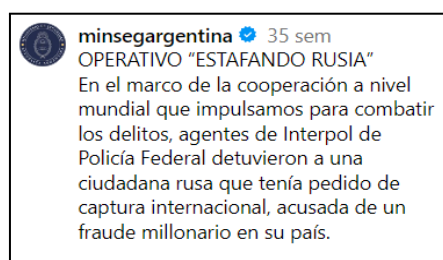 minsegargentina 35 sem
OPERATIVO “ESTAFANDO RUSIA”
En el marco de la cooperación a nivel
mundial que impulsamos para combatir
los delitos, agentes de Interpol de
Policía Federal detuvieron a una
ciudadana rusa que tenía pedido de
captura internacional, acusada de un
fraude millonario en su país.